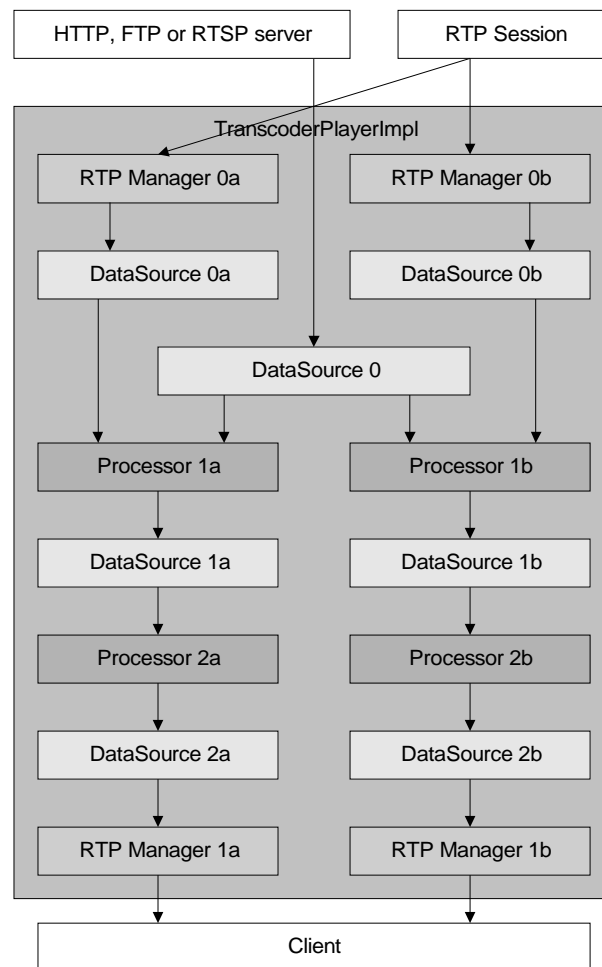 HTTP, FTP or RTSP server
RTP Session
TranscoderPlayerImpl
RTP Manager 0a
RTP Manager 0b
DataSource 0a
DataSource 0b
DataSource 0
Processor 1a
Processor 1b
DataSource 1a
DataSource 1b
Processor 2a
Processor 2b
DataSource 2a
DataSource 2b
RTP Manager 1a
RTP Manager 1b
Client